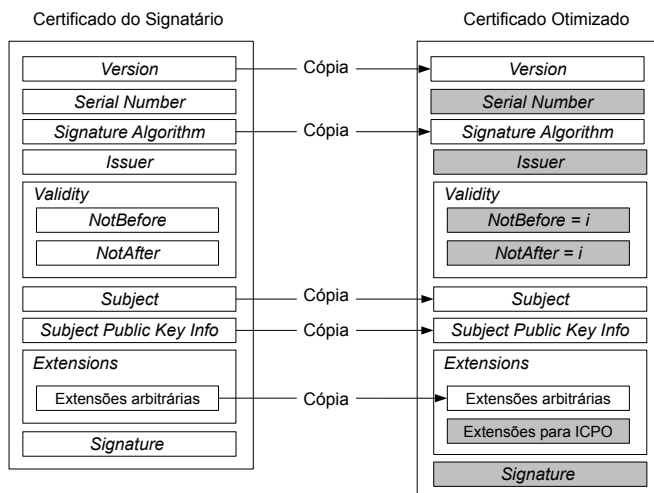 Certificado do Signatário
Certificado Otimizado
Version
Cópia
Version
Serial Number
Serial Number
Signature Algorithm
Cópia
Signature Algorithm
Issuer
Issuer
Validity
NotBefore
NotAfter
Validity
NotBefore = i
NotAfter = i
Subject
Cópia
Subject
Subject Public Key Info
Cópia
Subject Public Key Info
Extensions
Extensions
Extensões arbitrárias
Cópia
Extensões arbitrárias
Extensões para ICPO
Signature
Signature